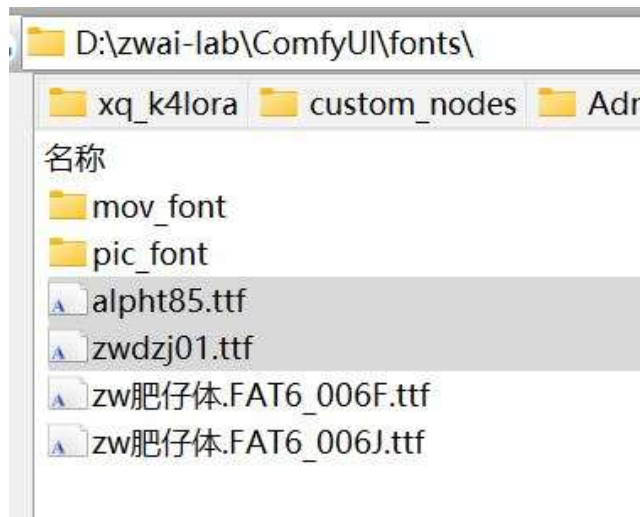 D:\zwai-lab\ComfyUI\fonts\
xq_k4lora custom_nodes
名称
mov_font
pic_font
alpht85.ttf
zwdzj01.ttf
zw肥仔体.FAT6_006F.ttf
zw肥仔体.FAT6_006J.ttf